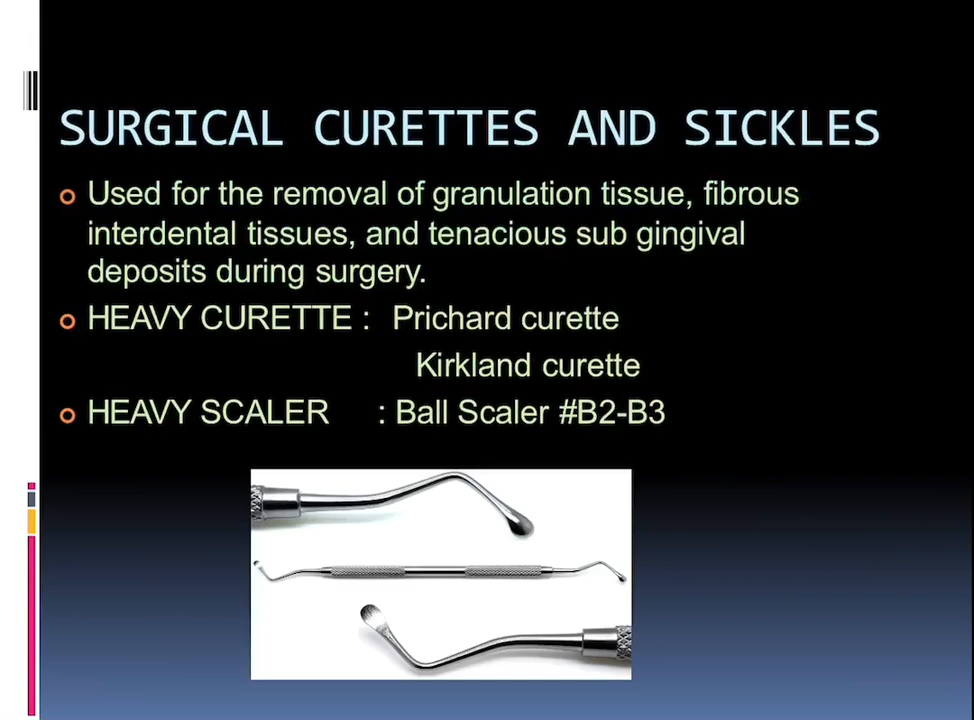 SURGICAL CURETTES AND SICKLES
Used for the removal of granulation tissue, fibrous
interdental tissues, and tenacious sub gingival
deposits during surgery.
HEAVY CURETTE : Prichard curette
Kirkland curette
HEAVY SCALER : Ball Scaler #B2-B3